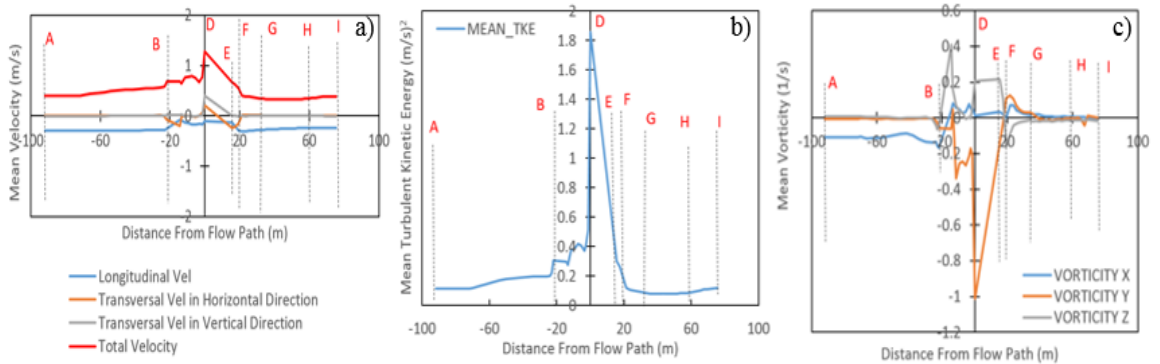 a)
Mean Velocity (m/s)
2
1
0
-1
-2
-100
-60
-20
20
60
100
A
B
D
E
F
G
H
I
Distance From Flow Path (m)
Longitudinal Vel
Transversal Vel in Horizontal Direction
Transversal Vel in Vertical Direction
Total Velocity
b)
Mean Turbulent Kinetic Energy (m/s)²
2
1.8
1.6
1.4
1.2
1
0.8
0.6
0.4
0.2
0
-100
-60
-20
20
60
100
MEAN_TKE
A
B
D
E
F
G
H
I
Distance From Flow Path (m)
c)
Mean Vorticity (1/s)
0.6
0.4
0.2
0.0
-0.2
-0.4
-0.6
-0.8
-1
-1.2
-100
-60
-20
20
60
100
A
B
D
E
F
G
H
I
VORTICITY X
VORTICITY Y
VORTICITY Z
Distance From Flow Path (m)